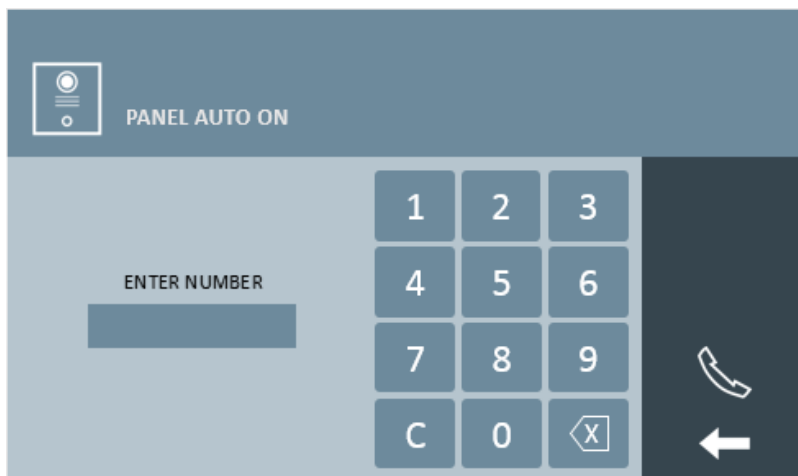 PANEL AUTO ON
ENTER NUMBER
1 2 3
4 5 6
7 8 9
C 0 X